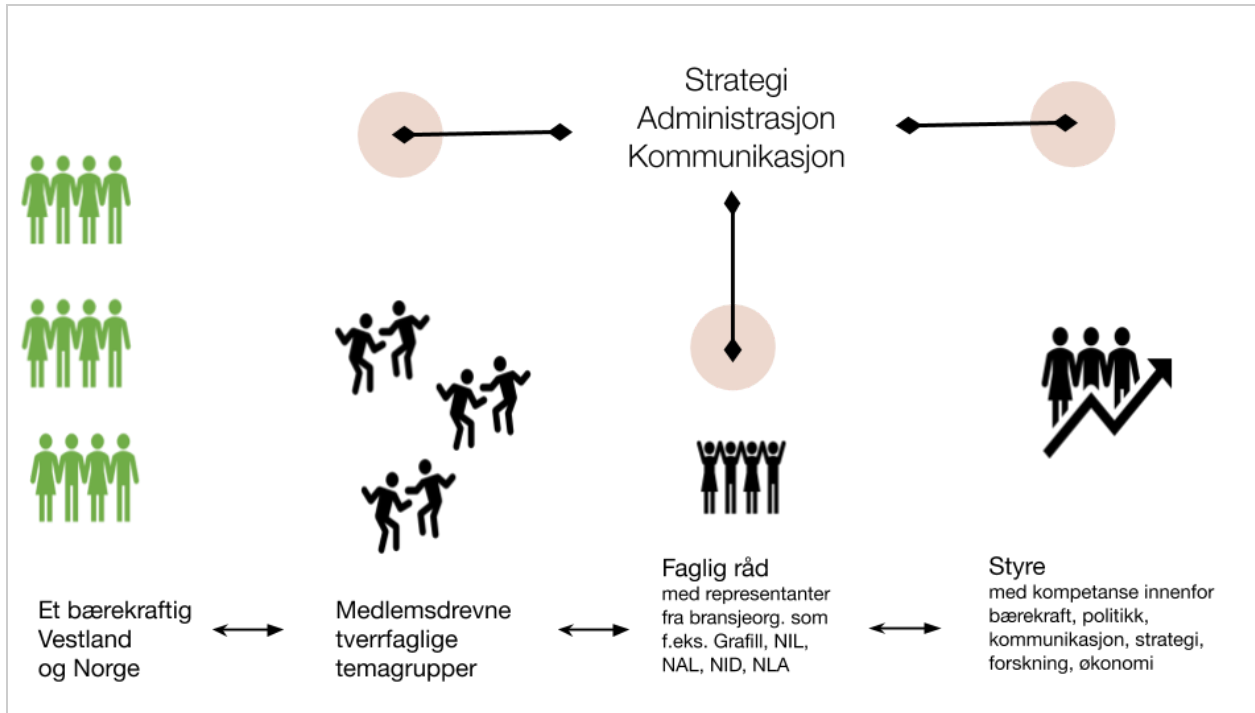 Strategi
Administrasjon
Kommunikasjon
Et bærekraftig
Vestland
og Norge
Medlemsdrevne
tverrfaglige
temagrupper
Faglig råd
med representanter
fra bransjeorg. som
f.eks. Grafill, NIL,
NAL, NID, NLA
Styre
med kompetanse innenfor
bærekraft, politikk,
kommunikasjon, strategi,
forskning, økonomi